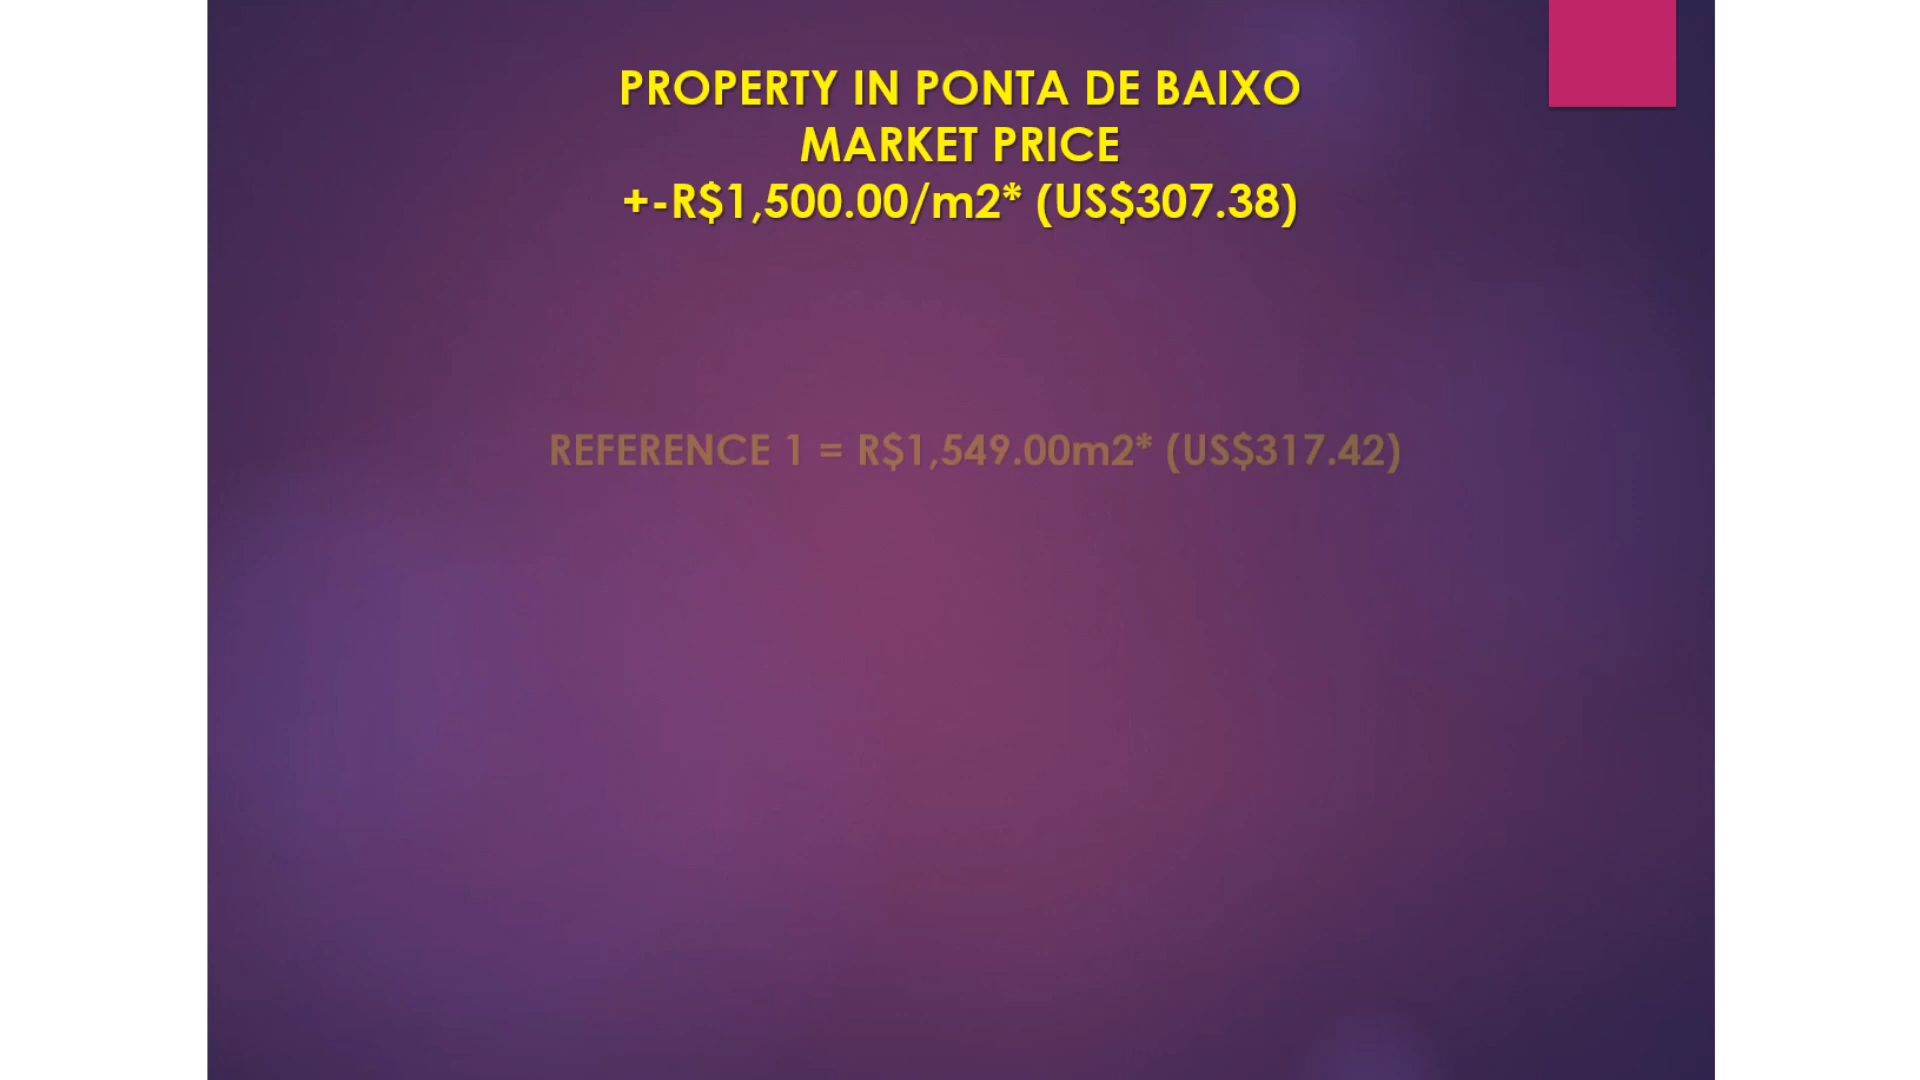 PROPERTY IN PONTA DE BAIXO
MARKET PRICE
+-R$1,500.00/m2* (US$307.38)
REFERENCE 1 = R$1,549.00m2* (US$317.42)